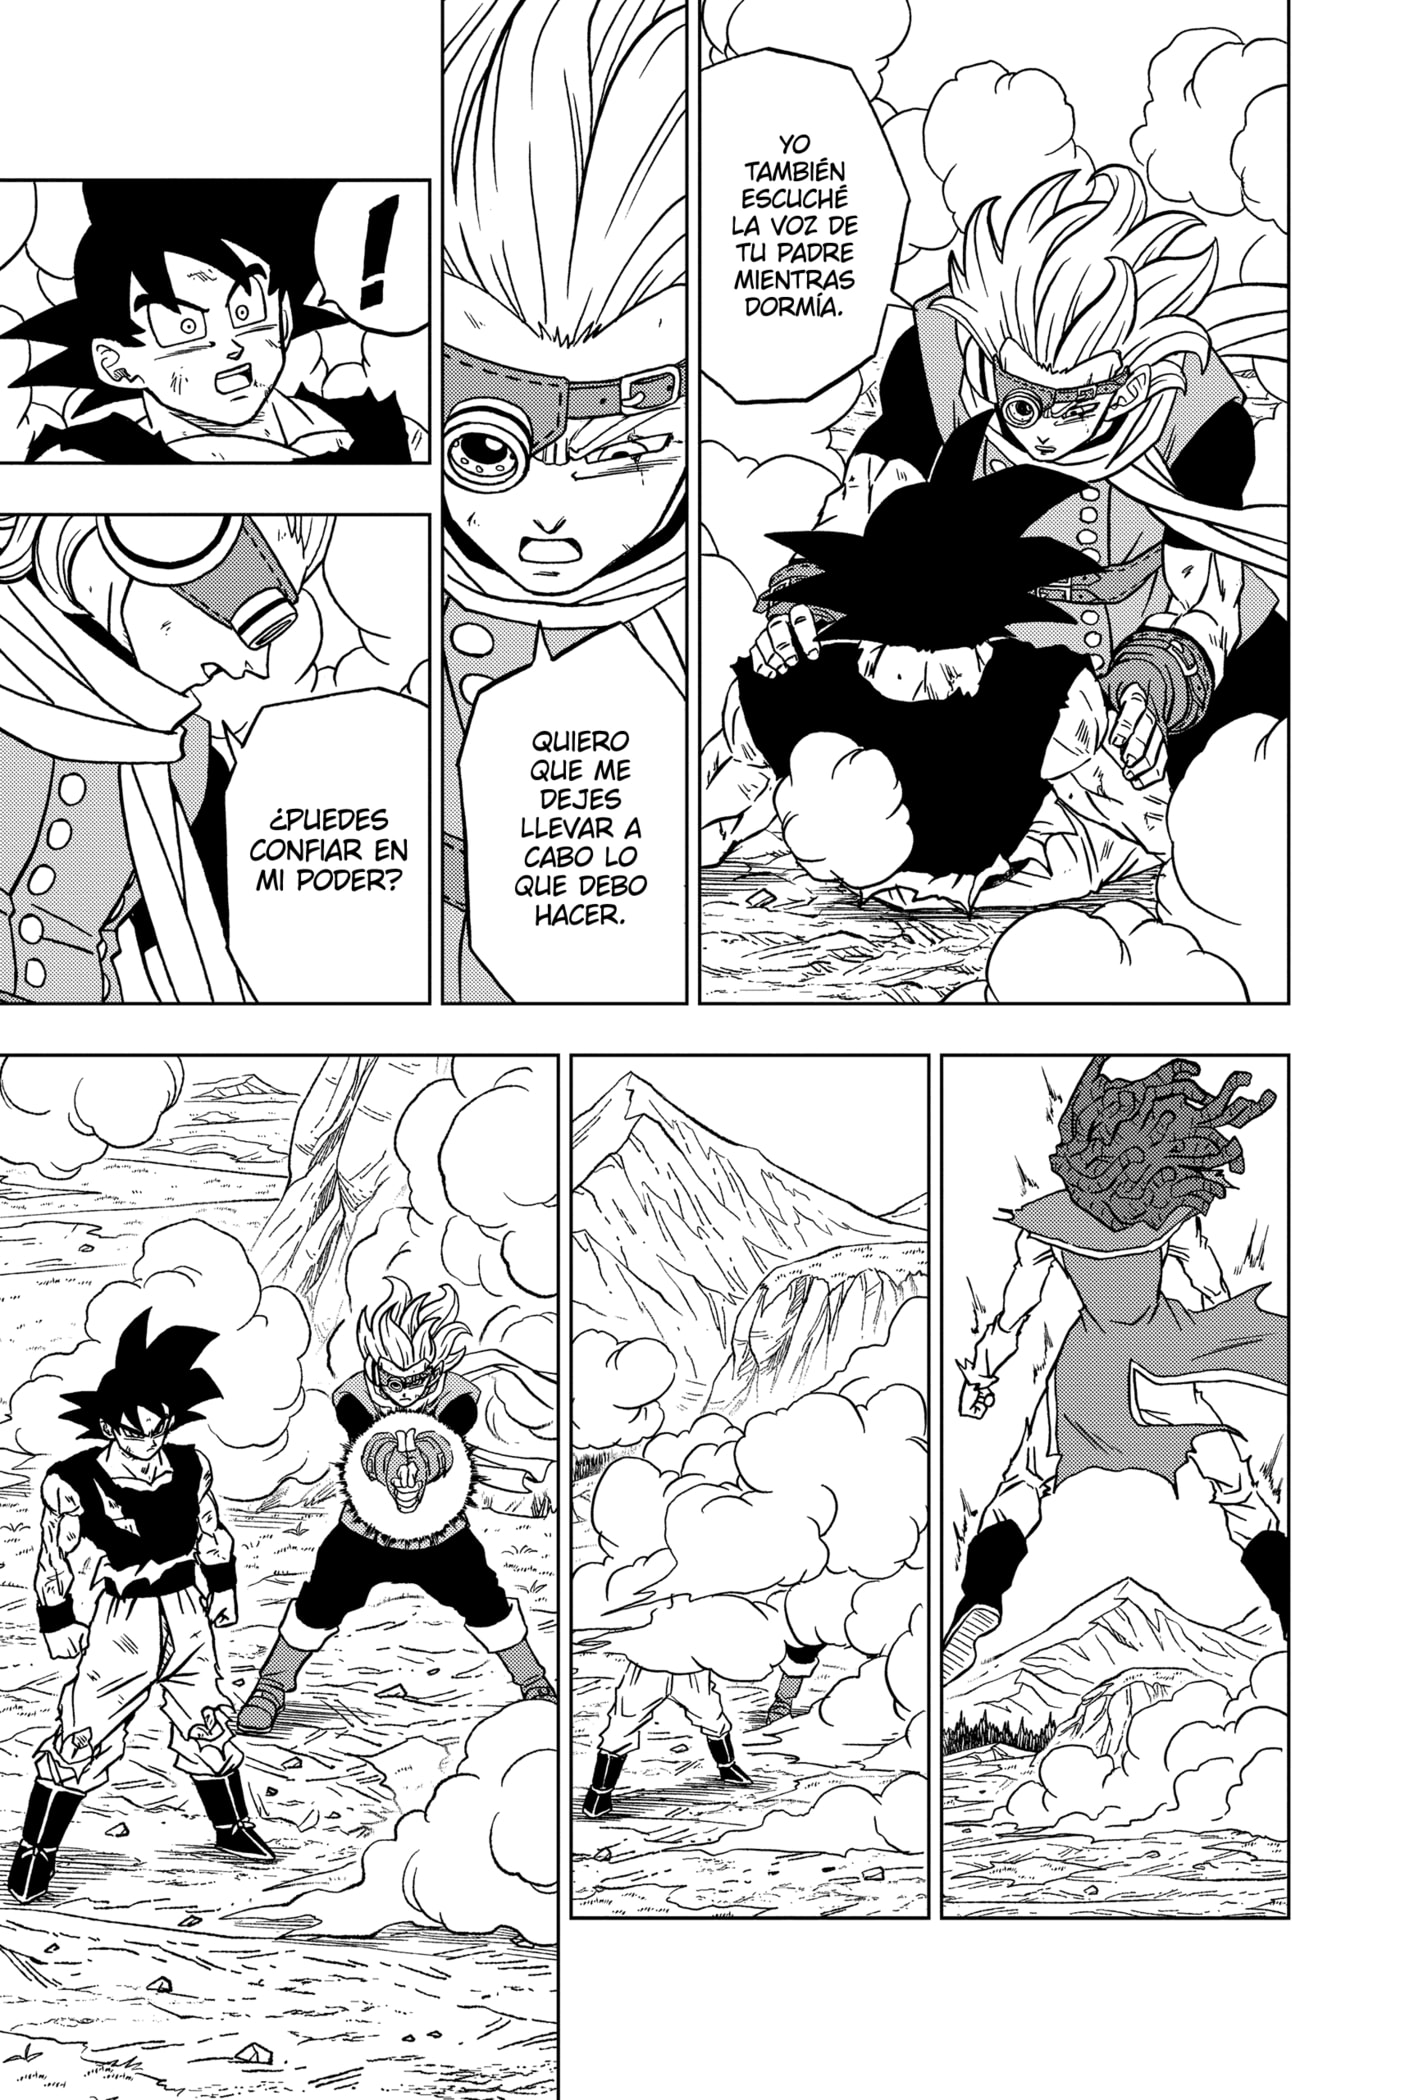 YO
TAMBIÉN
ESCUCHÉ
LA VOZ DE
TU PADRE
MIENTRAS
DORMÍA.
QUIERO
QUE ME
DEJES
LLEVAR A
CABO LO
QUE DEBO
HACER.
!
¿PUEDES
CONFIAR EN
MI PODER?